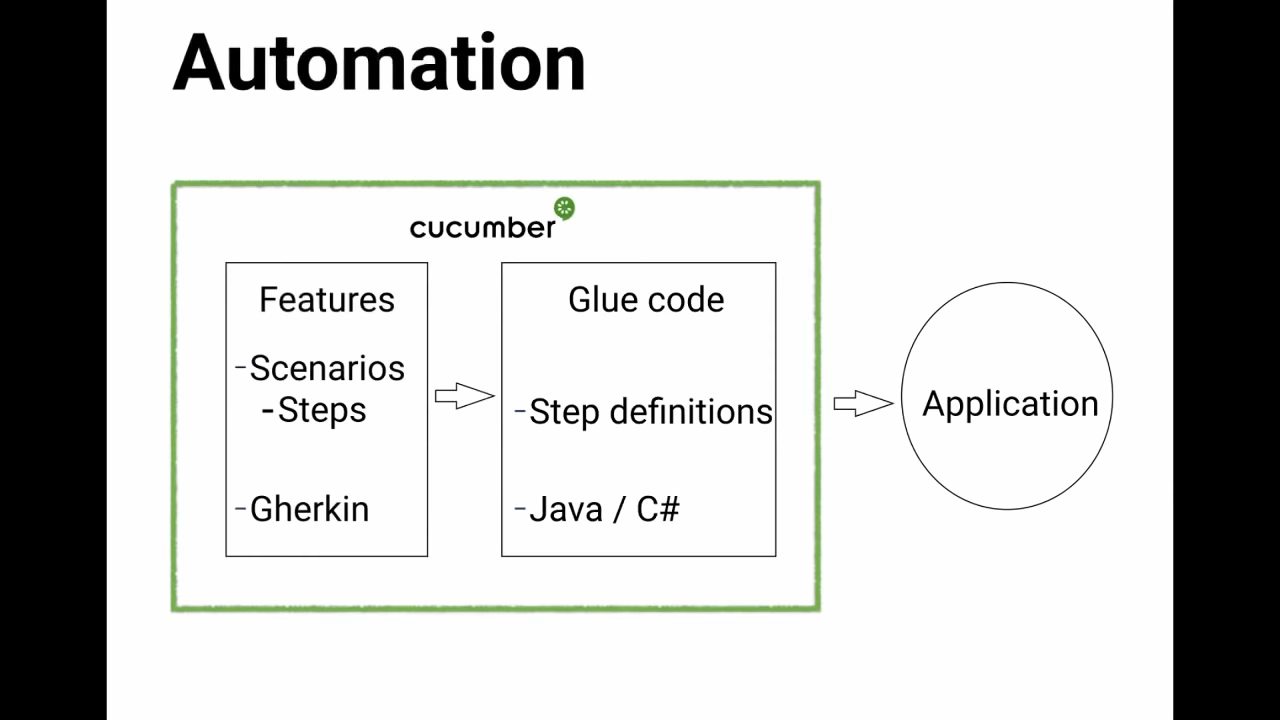 Automation
cucumber
Features
-Scenarios
-Steps
-Gherkin
Glue code
-Step definitions
-Java / C#
Application